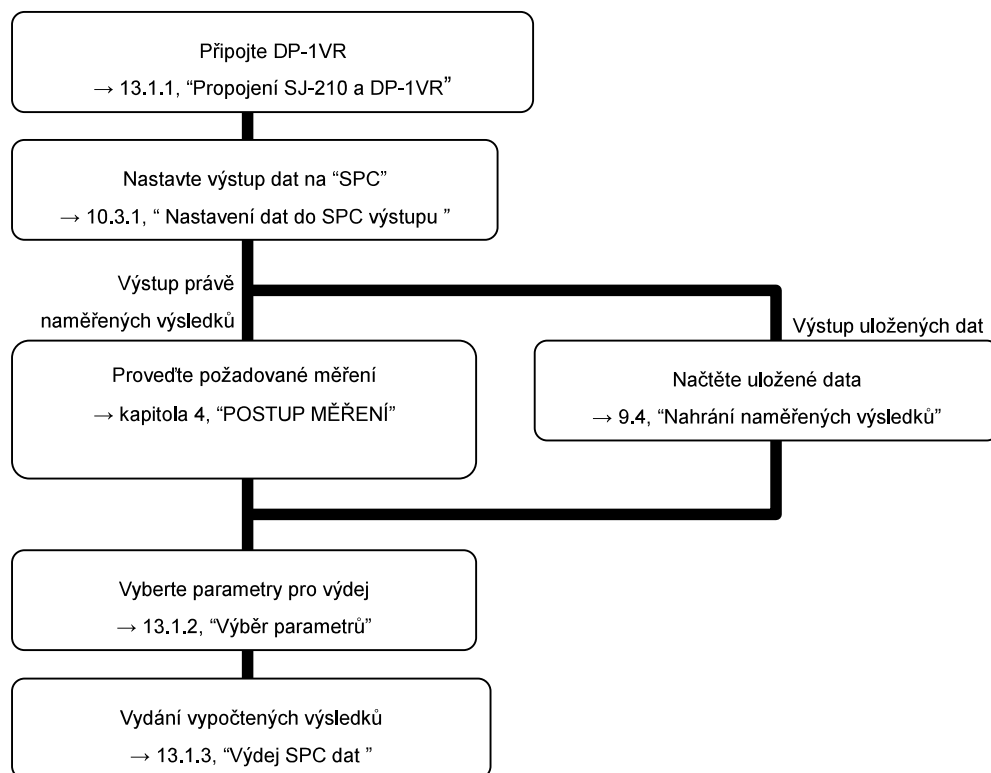 Připojte DP-1VR
→ 13.1.1, “Propojení SJ-210 a DP-1VR”
Nastavte výstup dat na “SPC”
→ 10.3.1, “ Nastavení dat do SPC výstupu ”
Výstup právě
naměřených výsledků
Výstup uložených dat
Proveďte požadované měření
→ kapitola 4, “POSTUP MĚŘENÍ”
Načtěte uložené data
→ 9.4, “Nahrání naměřených výsledků”
Vyberte parametry pro výdej
→ 13.1.2, “Výběr parametrů”
Vydání vypočtených výsledků
→ 13.1.3, “Výdej SPC dat ”